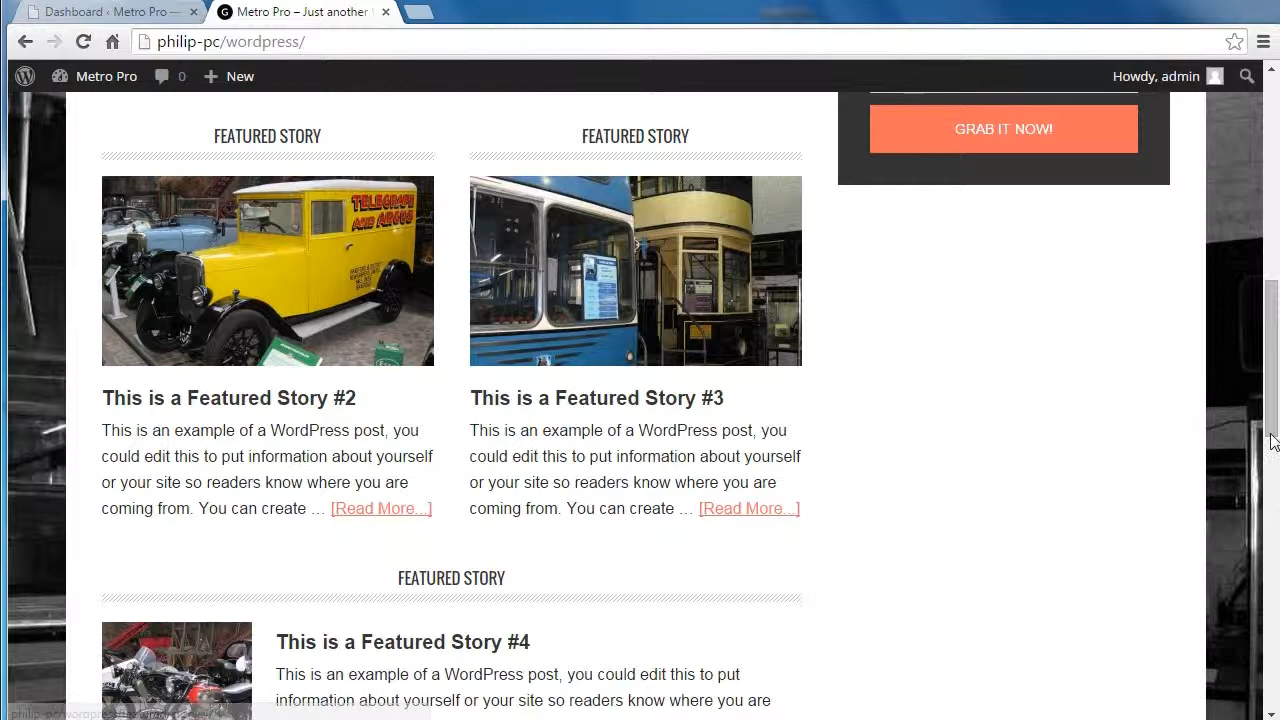 Dashboard ‹ Metro Pro —
Metro Pro – Just another
philip-pc/wordpress/
Metro Pro
0
New
Howdy, admin
GRAB IT NOW!
FEATURED STORY
FEATURED STORY
TELEGRAPH
AND ARGUS
This is a Featured Story #2
This is an example of a WordPress post, you
could edit this to put information about yourself
or your site so readers know where you are
coming from. You can create … [Read More...]
This is a Featured Story #3
This is an example of a WordPress post, you
could edit this to put information about yourself
or your site so readers know where you are
coming from. You can create … [Read More...]
FEATURED STORY
This is a Featured Story #4
This is an example of a WordPress post, you could edit this to put
information about yourself or your site so readers know where you are